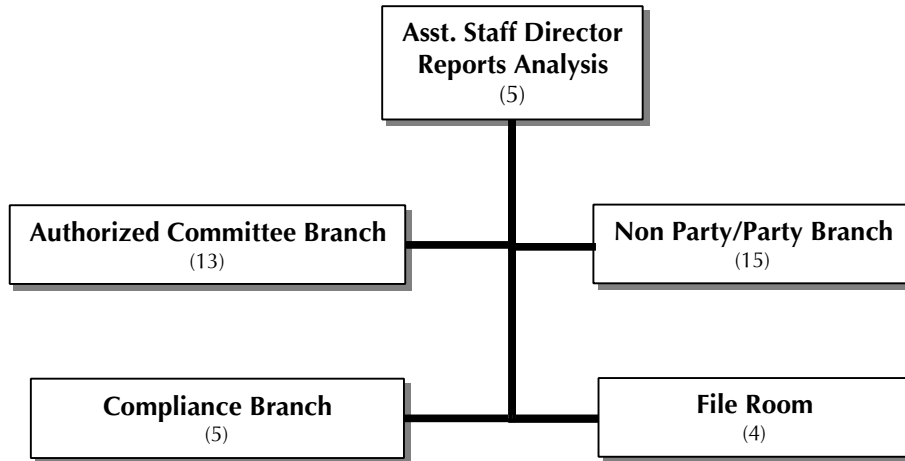 Asst. Staff Director
Reports Analysis
(5)
Authorized Committee Branch
(13)
Non Party/Party Branch
(15)
Compliance Branch
(5)
File Room
(4)